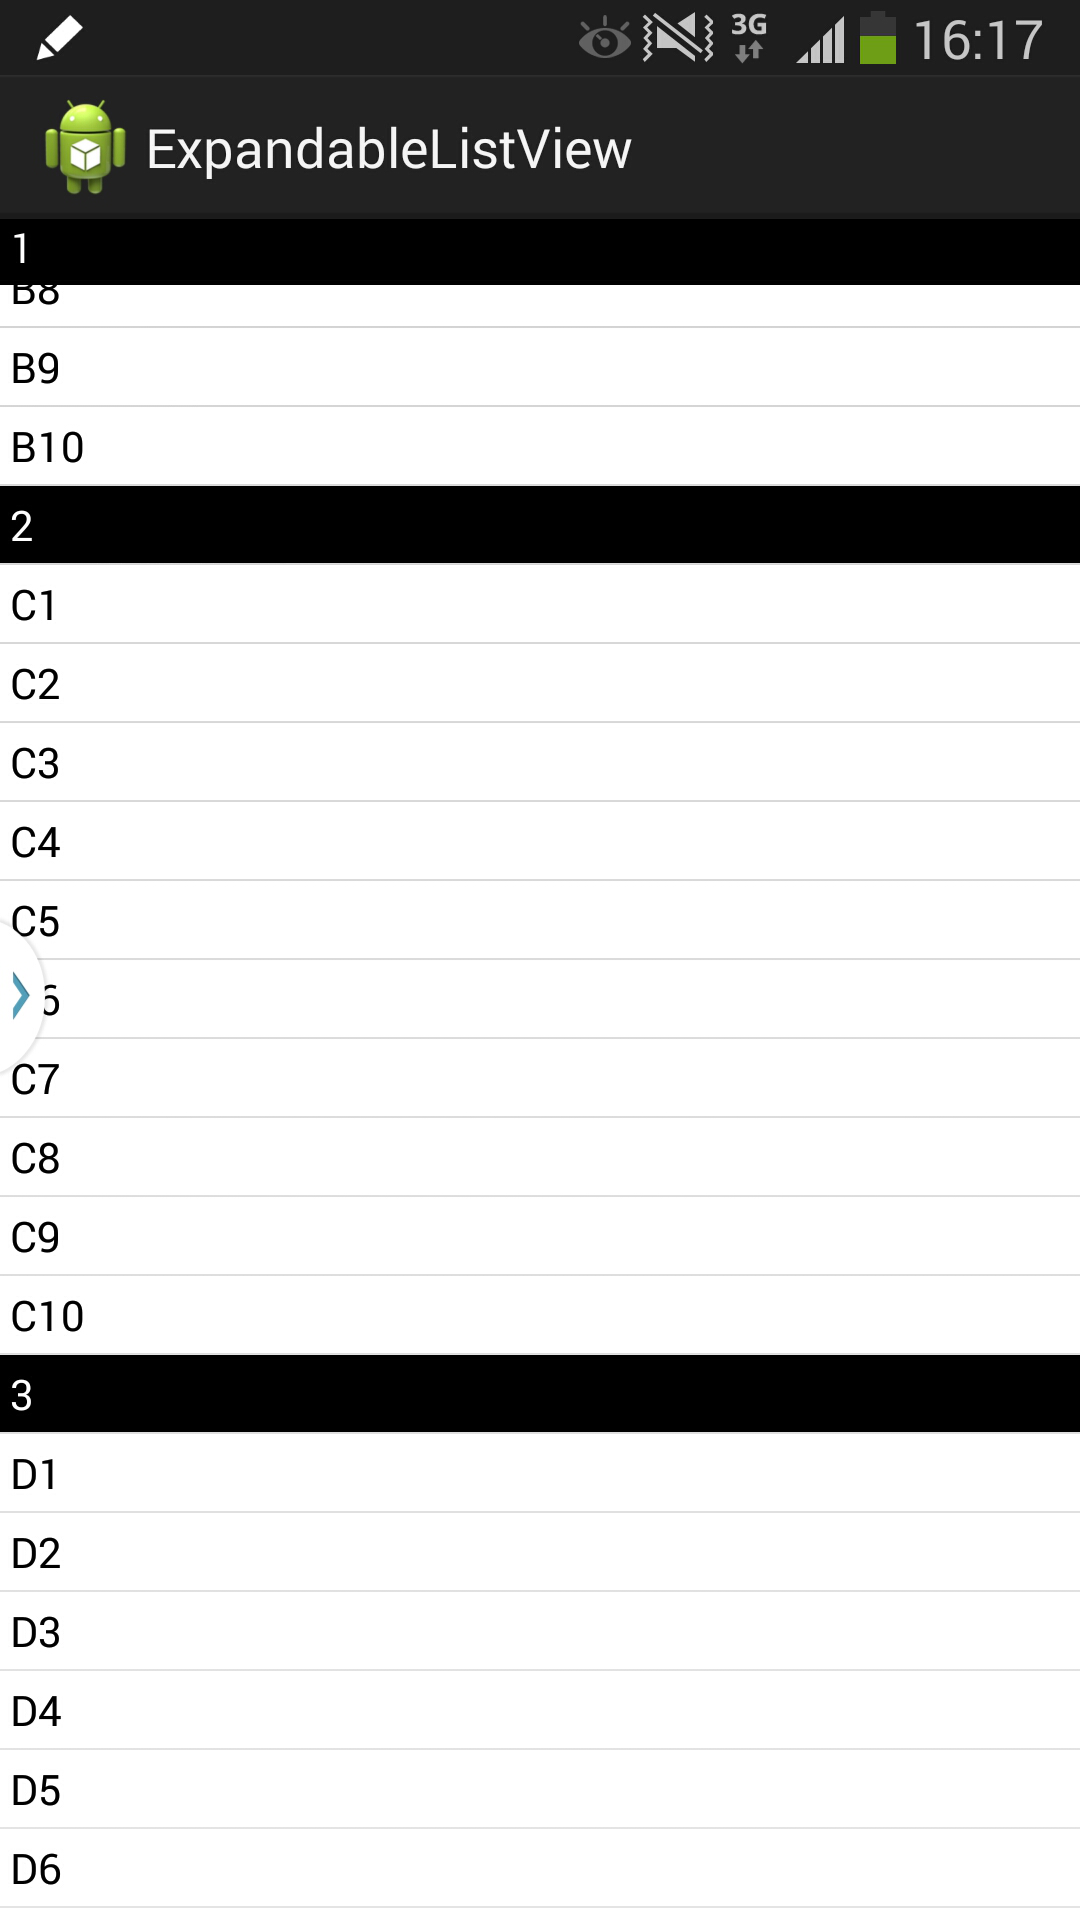 3G 16:17
ExpandableListView
1
B8
B9
B10
2
C1
C2
C3
C4
C5
6
C7
C8
C9
C10
3
D1
D2
D3
D4
D5
D6